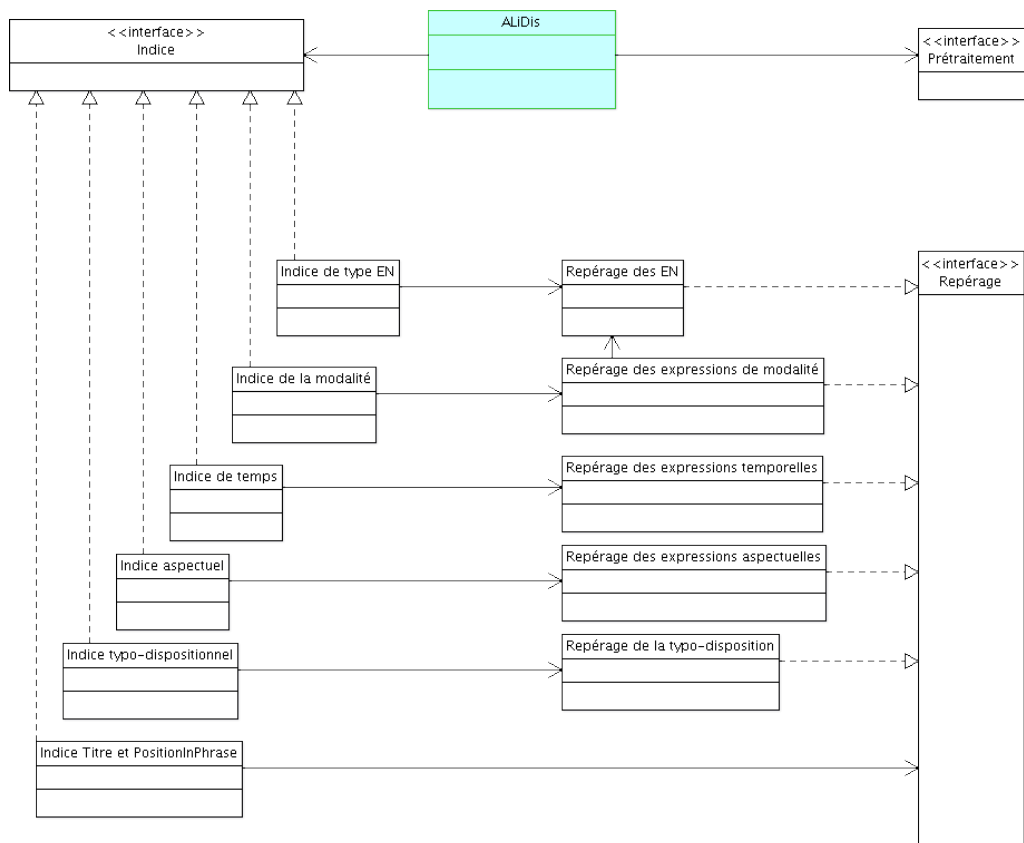 <<interface>>
Indice
ALiDis
<<interface>>
Prétraitement
Indice de type EN
Repérage des EN
<<interface>>
Repérage
Indice de la modalité
Repérage des expressions de modalité
Indice de temps
Repérage des expressions temporelles
Indice aspectuel
Repérage des expressions aspectuelles
Indice typo-dispositionnel
Repérage de la typo-disposition
Indice Titre et PositionInPhrase